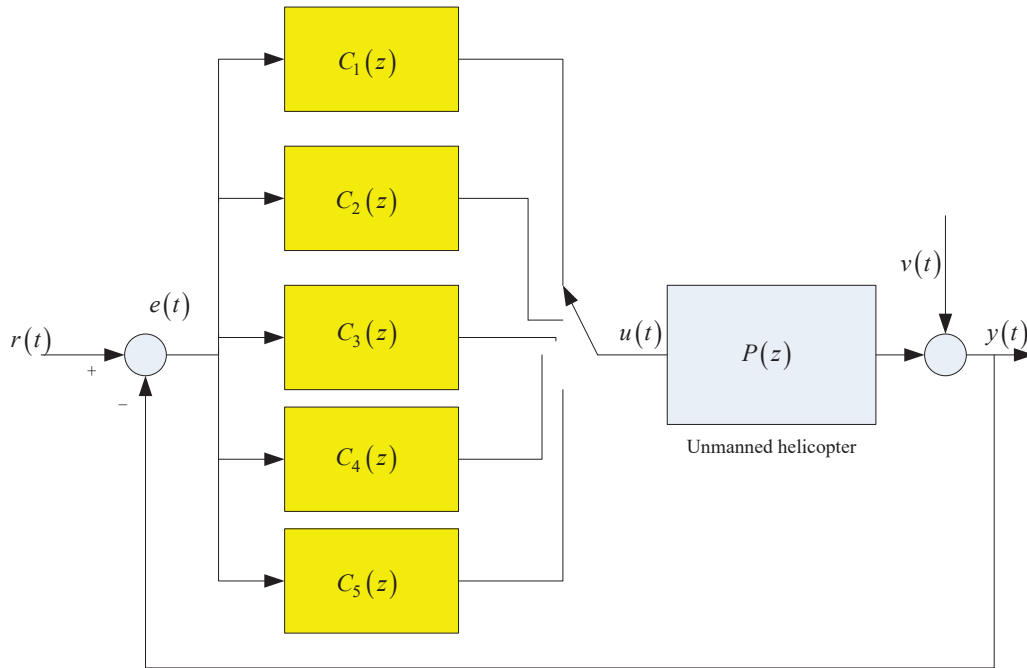 C₁(z)
C₂(z)
v(t)
e(t)
r(t)
+
−
C₃(z)
u(t)
P(z)
y(t)
Unmanned helicopter
C₄(z)
C₅(z)